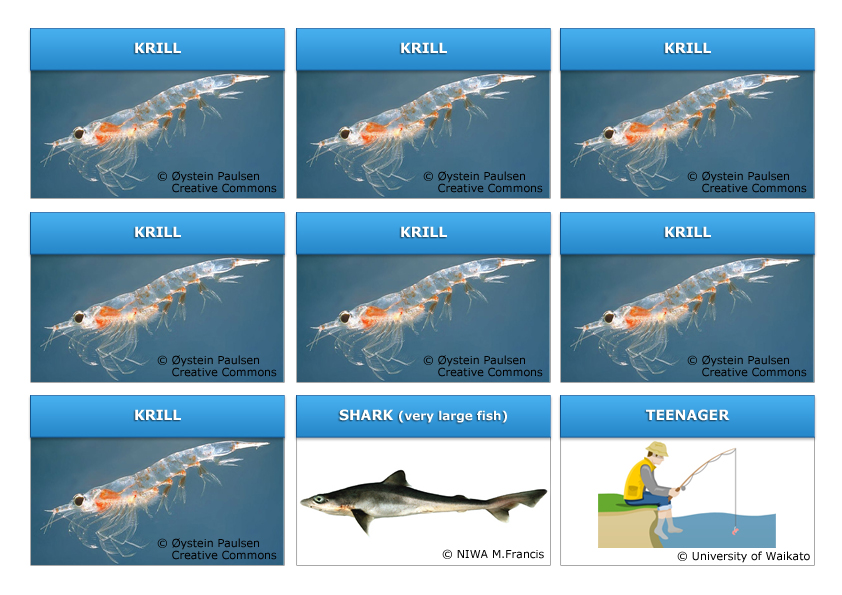 KRILL
© Øystein Paulsen
Creative Commons
KRILL
© Øystein Paulsen
Creative Commons
KRILL
© Øystein Paulsen
Creative Commons
KRILL
© Øystein Paulsen
Creative Commons
KRILL
© Øystein Paulsen
Creative Commons
KRILL
© Øystein Paulsen
Creative Commons
KRILL
© Øystein Paulsen
Creative Commons
SHARK (very large fish)
© NIWA M.Francis
TEENAGER
© University of Waikato